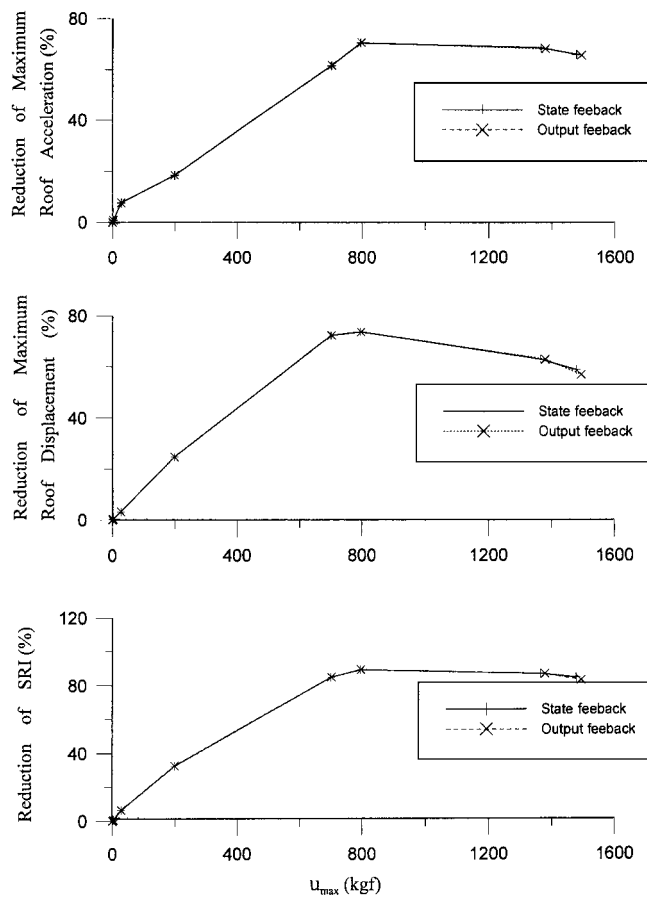 Reduction of Maximum
Roof Acceleration (%)
80
40
0
State feeback
Output feeback
0 400 800 1200 1600
Reduction of Maximum
Roof Displacement (%)
80
40
0
State feeback
Output feeback
0 400 800 1200 1600
Reduction of SRI (%)
120
80
40
0
State feeback
Output feeback
0 400 800 1200 1600
umax (kgf)